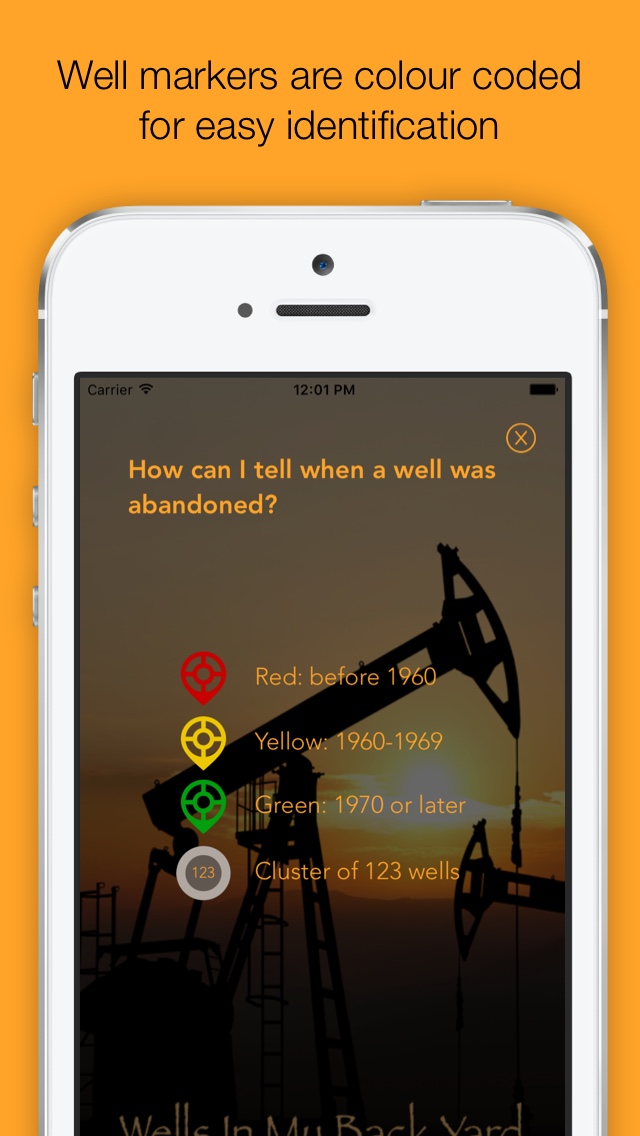 Well markers are colour coded
for easy identification
Carrier
12:01 PM
X
How can I tell when a well was
abandoned?
Red: before 1960
Yellow: 1960-1969
Green: 1970 or later
123
Cluster of 123 wells
Wells In My Back Yard